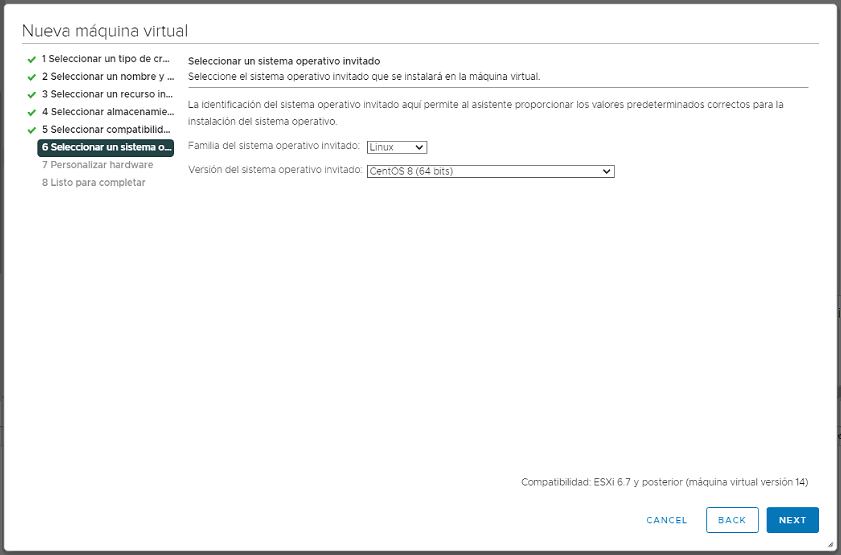 Nueva máquina virtual
1 Seleccionar un tipo de cr...
2 Seleccionar un nombre y ...
3 Seleccionar un recurso in...
4 Seleccionar almacenamie...
5 Seleccionar compatibilid...
6 Seleccionar un sistema o...
7 Personalizar hardware
8 Listo para completar
Seleccionar un sistema operativo invitado
Seleccione el sistema operativo invitado que se instalará en la máquina virtual.
La identificación del sistema operativo invitado aquí permite al asistente proporcionar los valores predeterminados correctos para la
instalación del sistema operativo.
Familia del sistema operativo invitado: Linux
Versión del sistema operativo invitado: CentOS 8 (64 bits)
Compatibilidad: ESXi 6.7 y posterior (máquina virtual versión 14)
CANCEL BACK NEXT